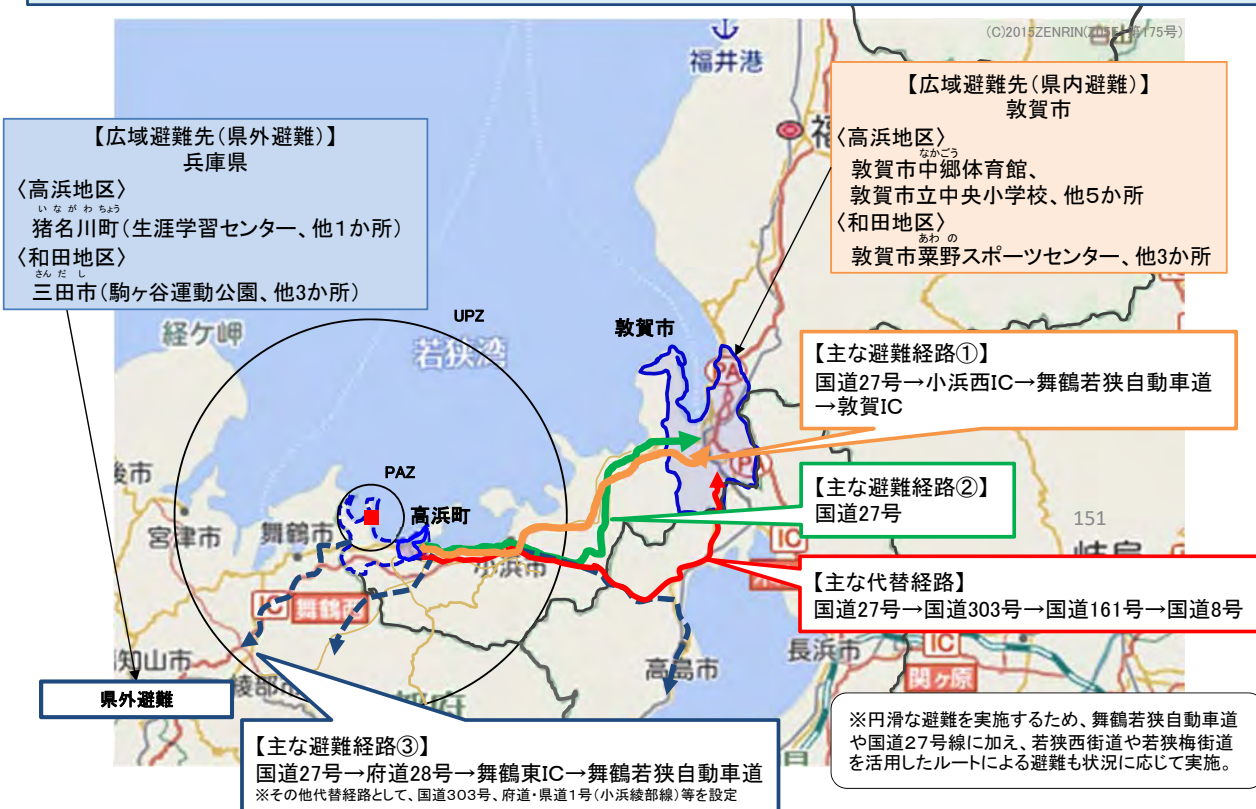 (C)2015ZENRIN(Z05E-第175号)
福井港
【広域避難先(県外避難)】
兵庫県
〈高浜地区〉
いながわちょう
猪名川町(生涯学習センター、他1か所)
〈和田地区〉
さんだし
三田市(駒ヶ谷運動公園、他3か所)
【広域避難先(県内避難)】
敦賀市
〈高浜地区〉
なかごう
敦賀市中郷体育館、
敦賀市立中央小学校、他5か所
〈和田地区〉
あわの
敦賀市粟野スポーツセンター、他3か所
白山
経ケ岬
UPZ
若狭湾
敦賀市
PA
PA
【主な避難経路①】
国道27号→小浜西IC→舞鶴若狭自動車道
→敦賀IC
PAZ
高浜町
宮津市
舞鶴市
小浜市
【主な避難経路②】
国道27号
151
岐阜
IC
【主な代替経路】
国道27号→国道303号→国道161号→国道8号
IC
舞鶴西
知山市
綾部市
高島市
長浜市
IC
関ヶ原
県外避難
府
【主な避難経路③】
国道27号→府道28号→舞鶴東IC→舞鶴若狭自動車道
※その他代替経路として、国道303号、府道・県道1号(小浜綾部線)等を設定
※円滑な避難を実施するため、舞鶴若狭自動車道
や国道27号線に加え、若狭西街道や若狭梅街道
を活用したルートによる避難も状況に応じて実施。